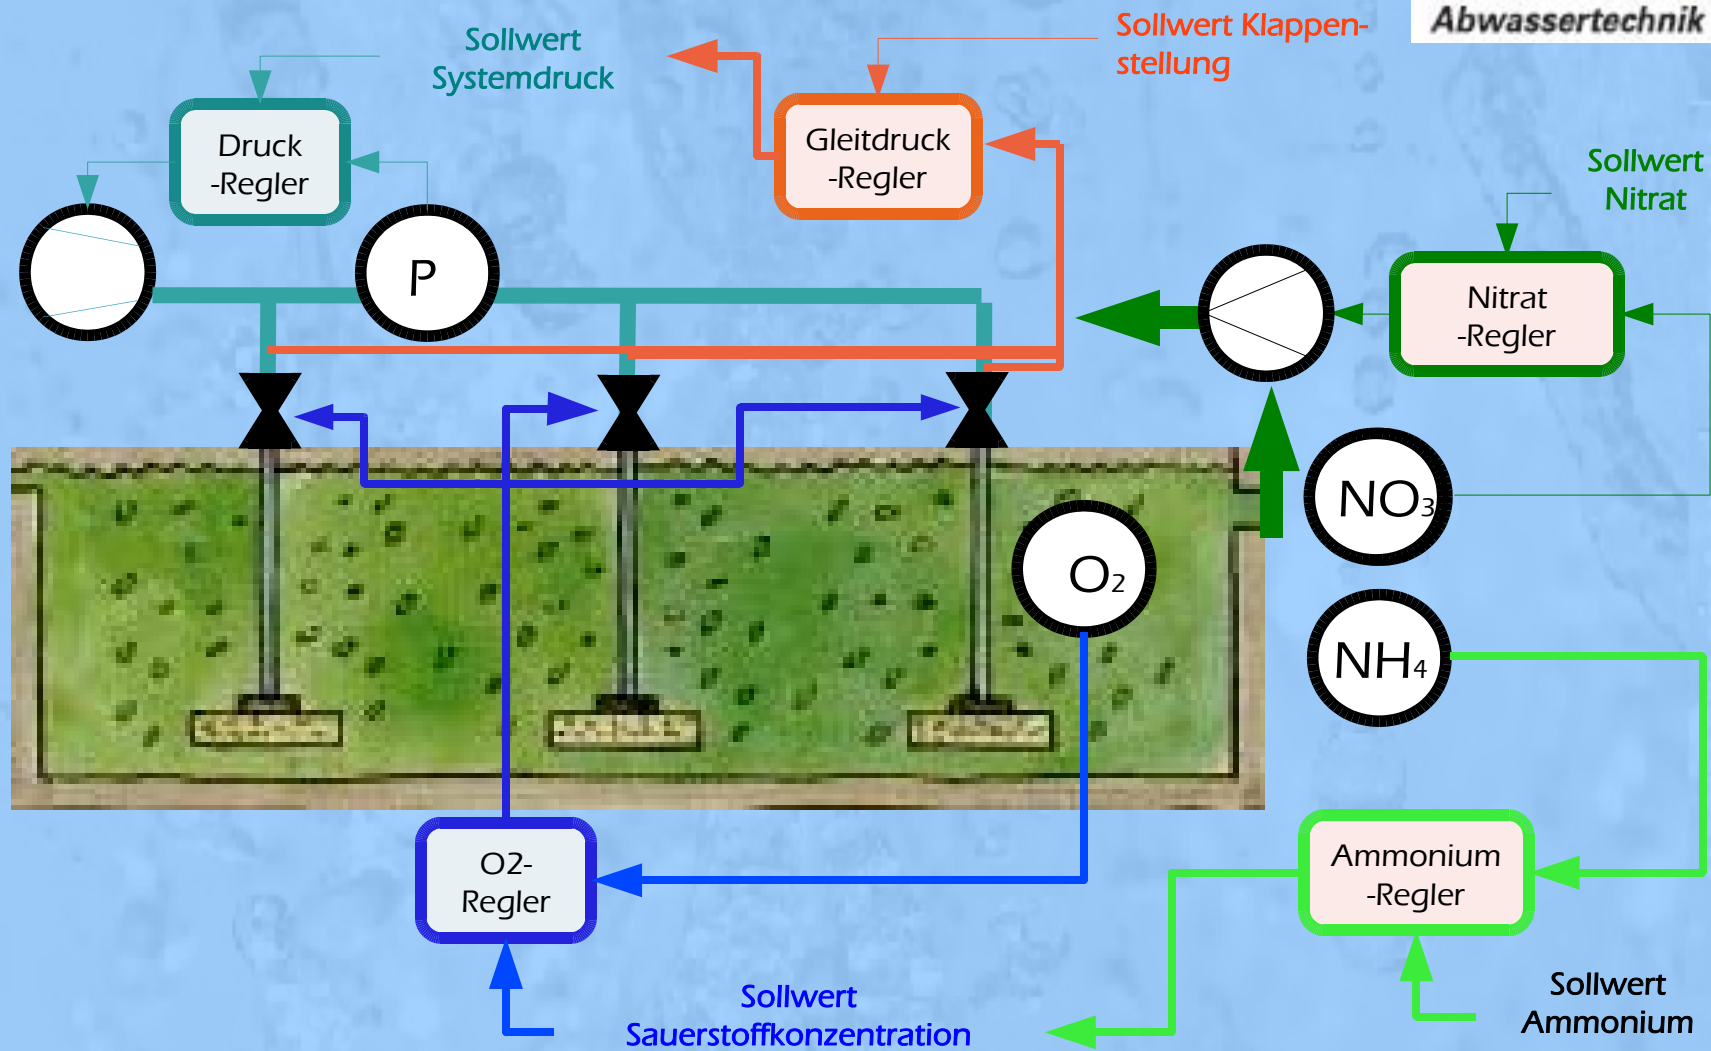 Abwassertechnik
Sollwert
Systemdruck
Sollwert Klappen-
stellung
Druck
-Regler
Gleitdruck
-Regler
Sollwert
Nitrat
P
Nitrat
-Regler
NO3
O2
NH4
O2-
Regler
Ammonium
-Regler
Sollwert
Sauerstoffkonzentration
Sollwert
Ammonium